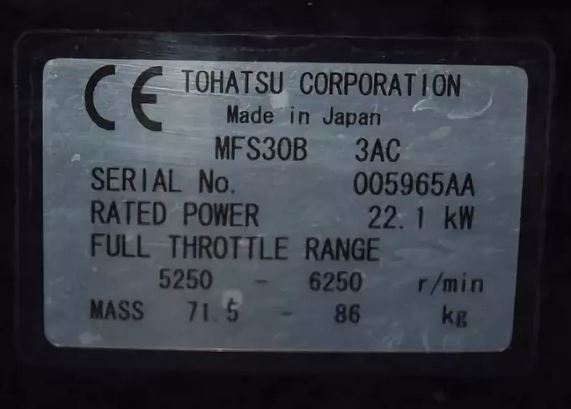 CE TOHATSU CORPORATION
Made in Japan
MFS30B 3AC
SERIAL No. 005965AA
RATED POWER 22.1 kW
FULL THROTTLE RANGE
5250 - 6250 r/min
MASS 71.5 - 86 kg